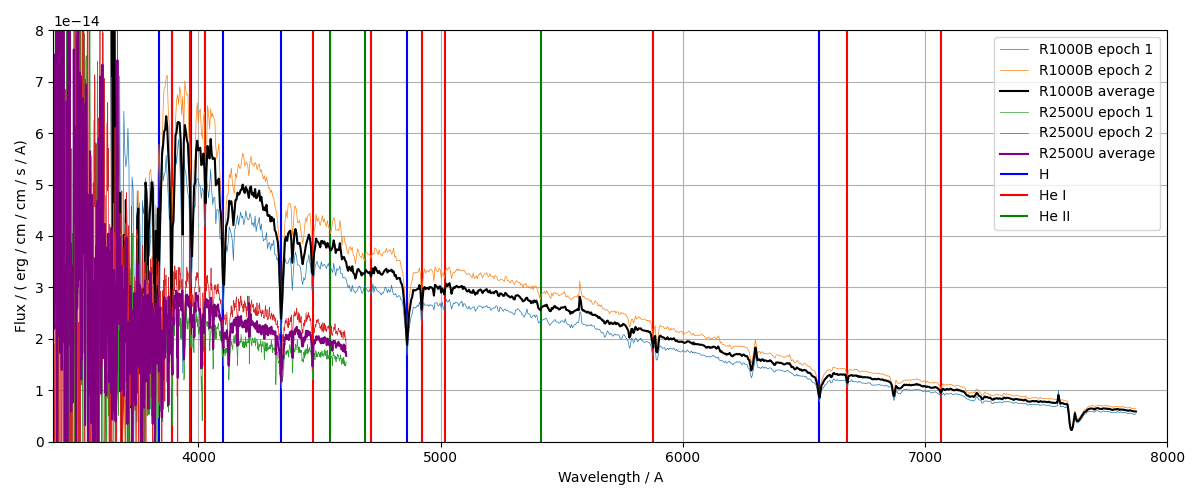 1e−14
8
7
6
5
4
3
2
1
0
Flux / ( erg / cm / cm / s / A)
4000 5000 6000 7000 8000
Wavelength / A
R1000B epoch 1
R1000B epoch 2
R1000B average
R2500U epoch 1
R2500U epoch 2
R2500U average
H
He I
He II